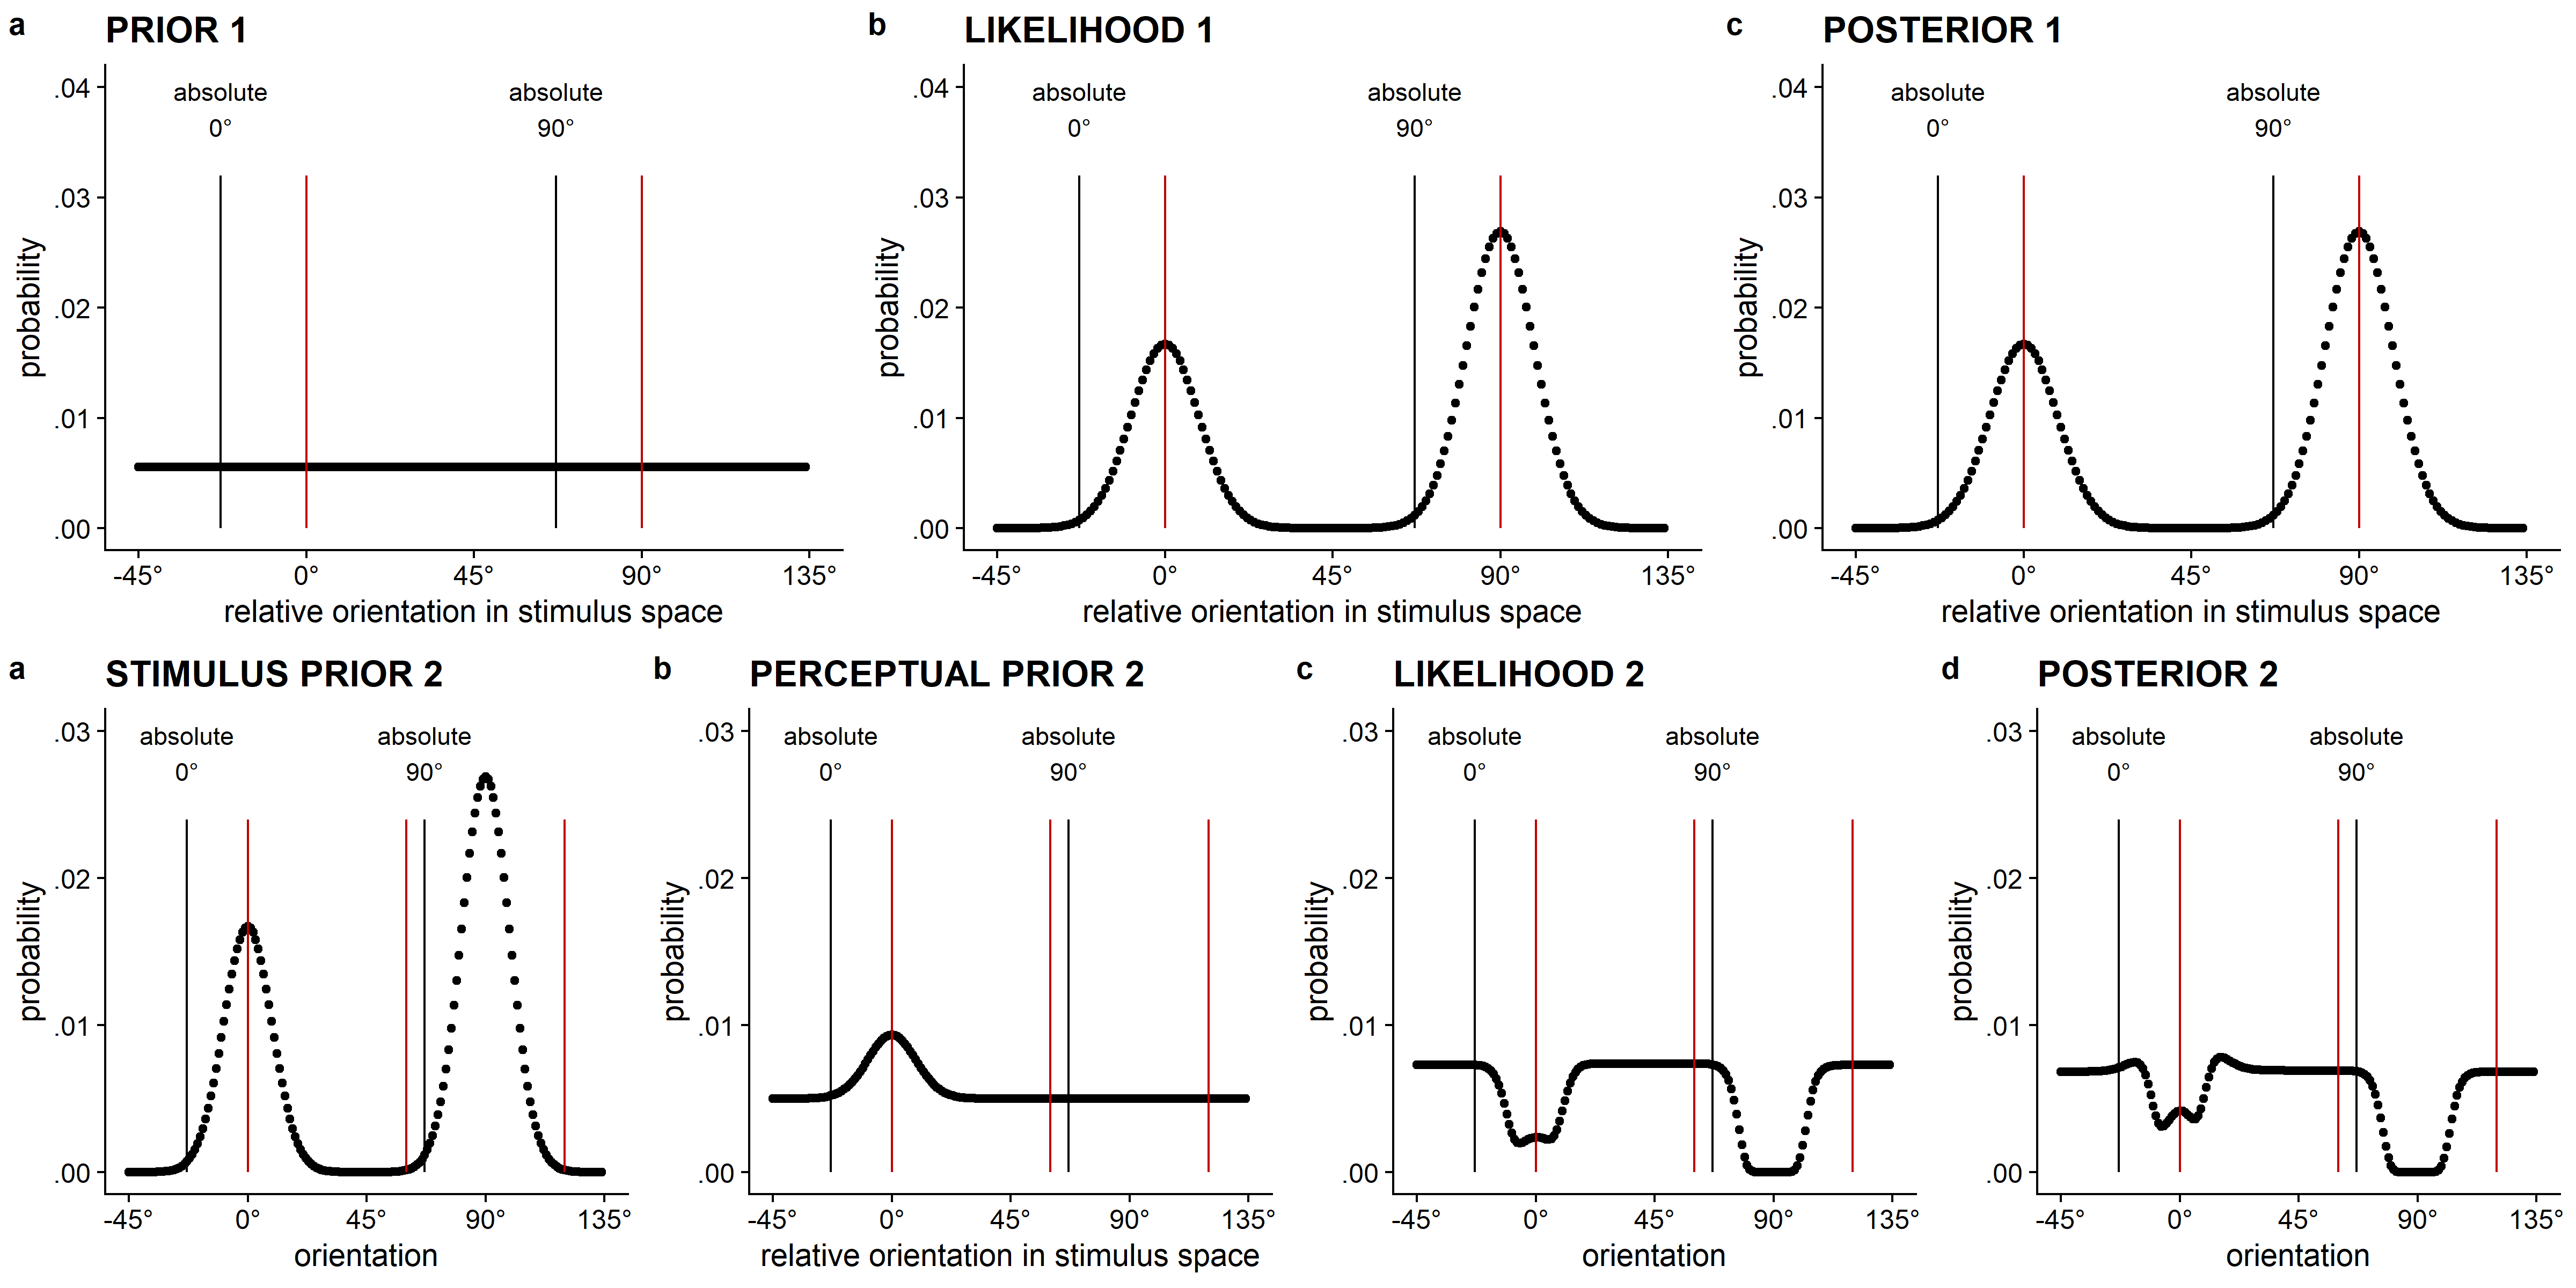 a PRIOR 1
absolute 0°
absolute 90°
.04
.03
.02
.01
.00
probability
-45° 0° 45° 90° 135°
relative orientation in stimulus space
b LIKELIHOOD 1
absolute 0°
absolute 90°
.04
.03
.02
.01
.00
probability
-45° 0° 45° 90° 135°
relative orientation in stimulus space
c POSTERIOR 1
absolute 0°
absolute 90°
.04
.03
.02
.01
.00
probability
-45° 0° 45° 90° 135°
relative orientation in stimulus space
a STIMULUS PRIOR 2
absolute 0°
absolute 90°
.03
.02
.01
.00
probability
-45° 0° 45° 90° 135°
orientation
b PERCEPTUAL PRIOR 2
absolute 0°
absolute 90°
.03
.02
.01
.00
probability
-45° 0° 45° 90° 135°
relative orientation in stimulus space
c LIKELIHOOD 2
absolute 0°
absolute 90°
.03
.02
.01
.00
probability
-45° 0° 45° 90° 135°
orientation
d POSTERIOR 2
absolute 0°
absolute 90°
.03
.02
.01
.00
probability
-45° 0° 45° 90° 135°
orientation